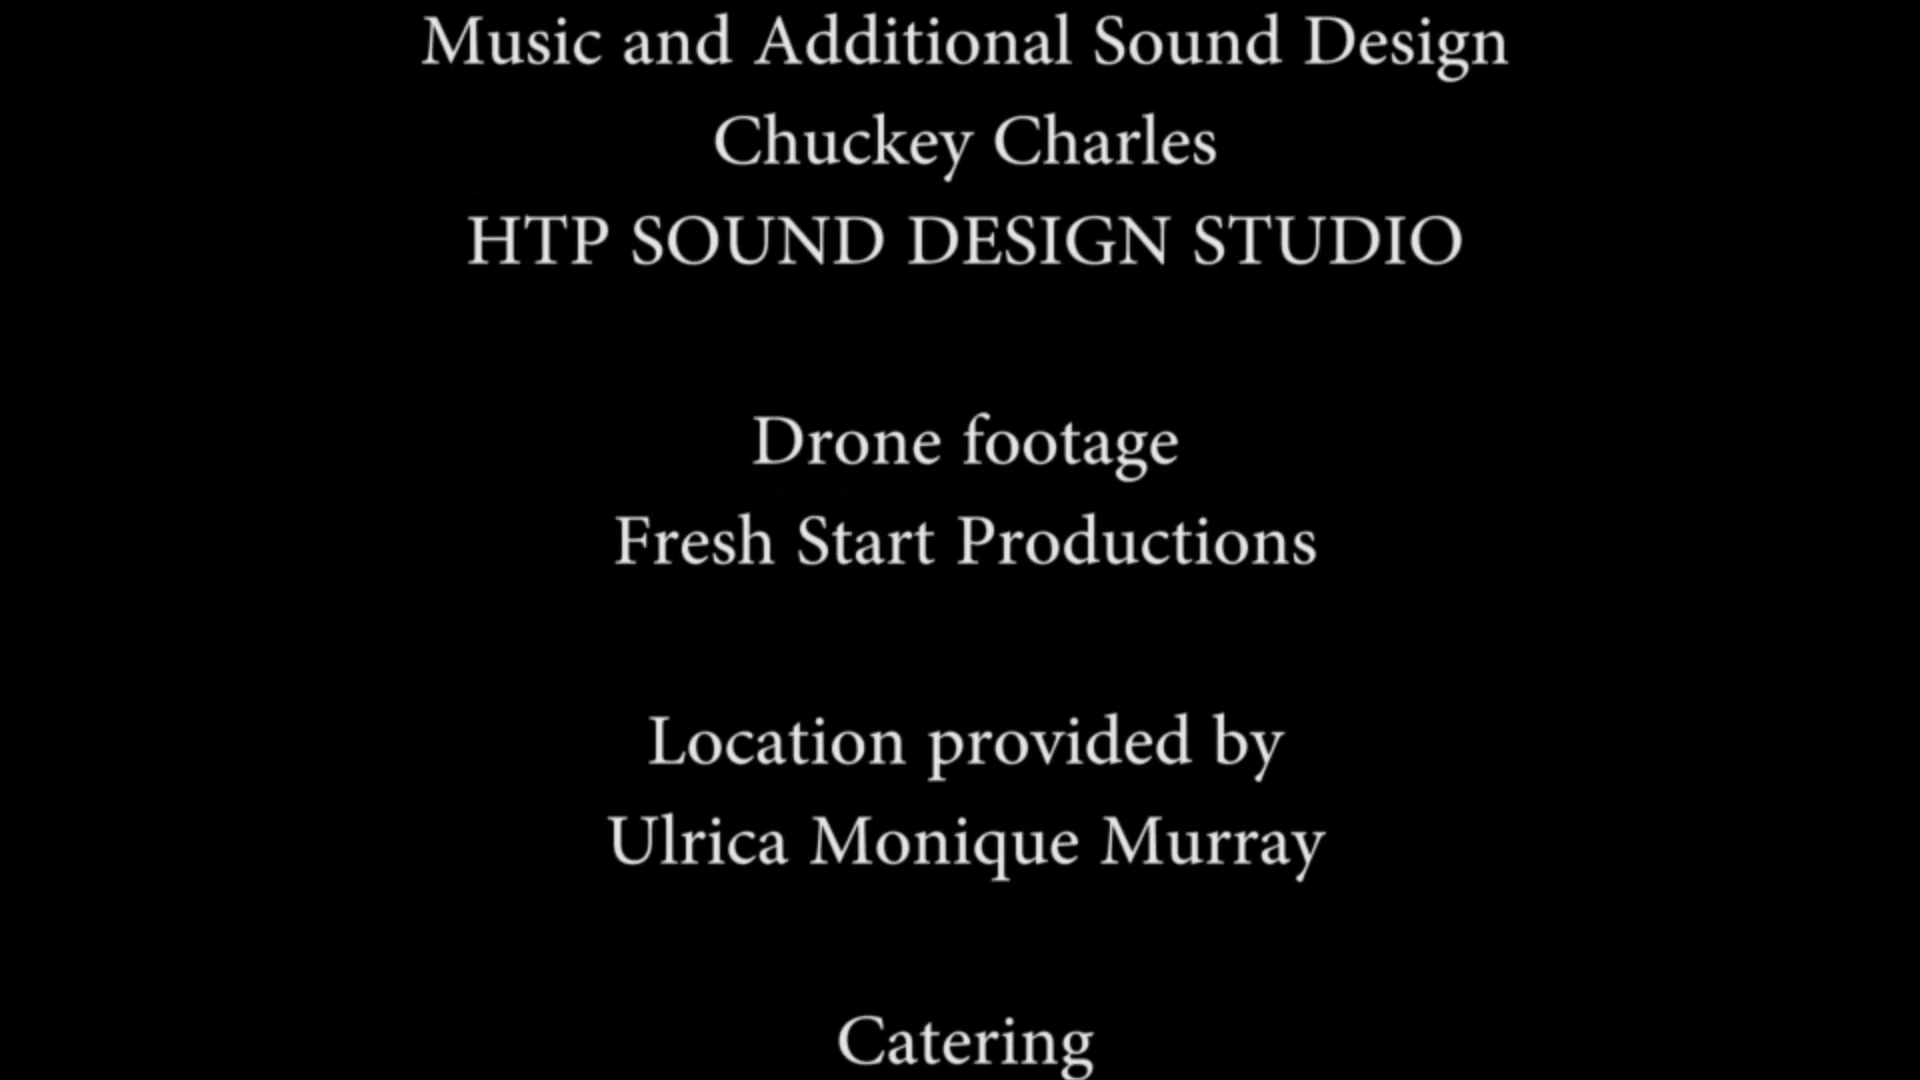 Music and Additional Sound Design
Chuckey Charles
HTP SOUND DESIGN STUDIO
Drone footage
Fresh Start Productions
Location provided by
Ulrica Monique Murray
Catering